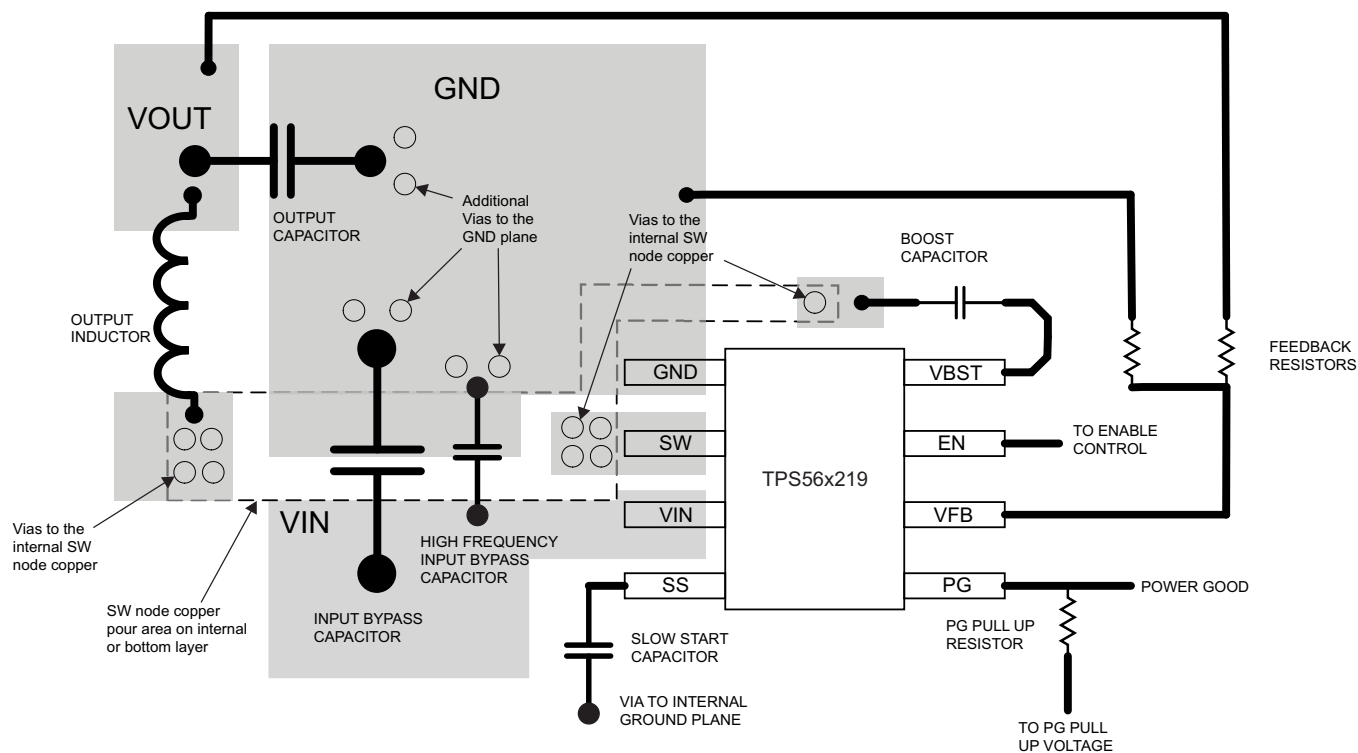 GND
VOUT
OUTPUT
CAPACITOR
Additional
Vias to the
GND plane
Vias to the
internal SW
node copper
BOOST
CAPACITOR
OUTPUT
INDUCTOR
FEEDBACK
RESISTORS
GND
VBST
SW
EN
TO ENABLE
CONTROL
TPS56x219
VIN
VFB
VIN
Vias to the
internal SW
node copper
HIGH FREQUENCY
INPUT BYPASS
CAPACITOR
SS
PG
POWER GOOD
SW node copper
pour area on internal
or bottom layer
INPUT BYPASS
CAPACITOR
SLOW START
CAPACITOR
PG PULL UP
RESISTOR
VIA TO INTERNAL
GROUND PLANE
TO PG PULL
UP VOLTAGE